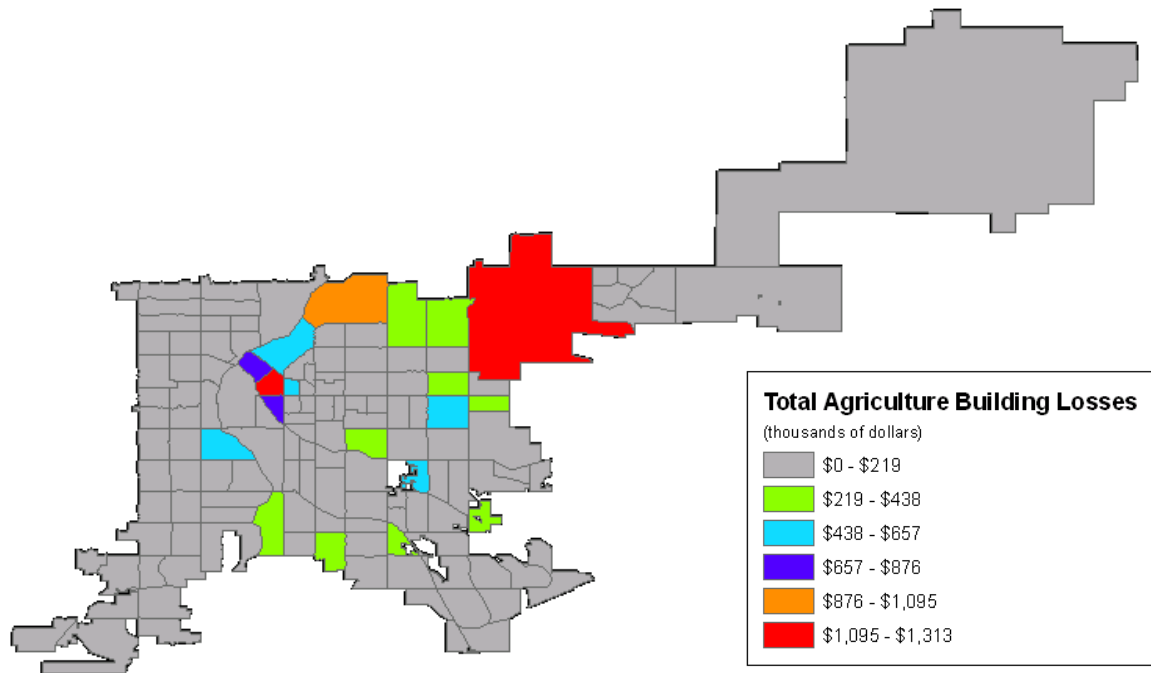 Total Agriculture Building Losses
(thousands of dollars)
$0 - $219
$219 - $438
$438 - $657
$657 - $876
$876 - $1,095
$1,095 - $1,313